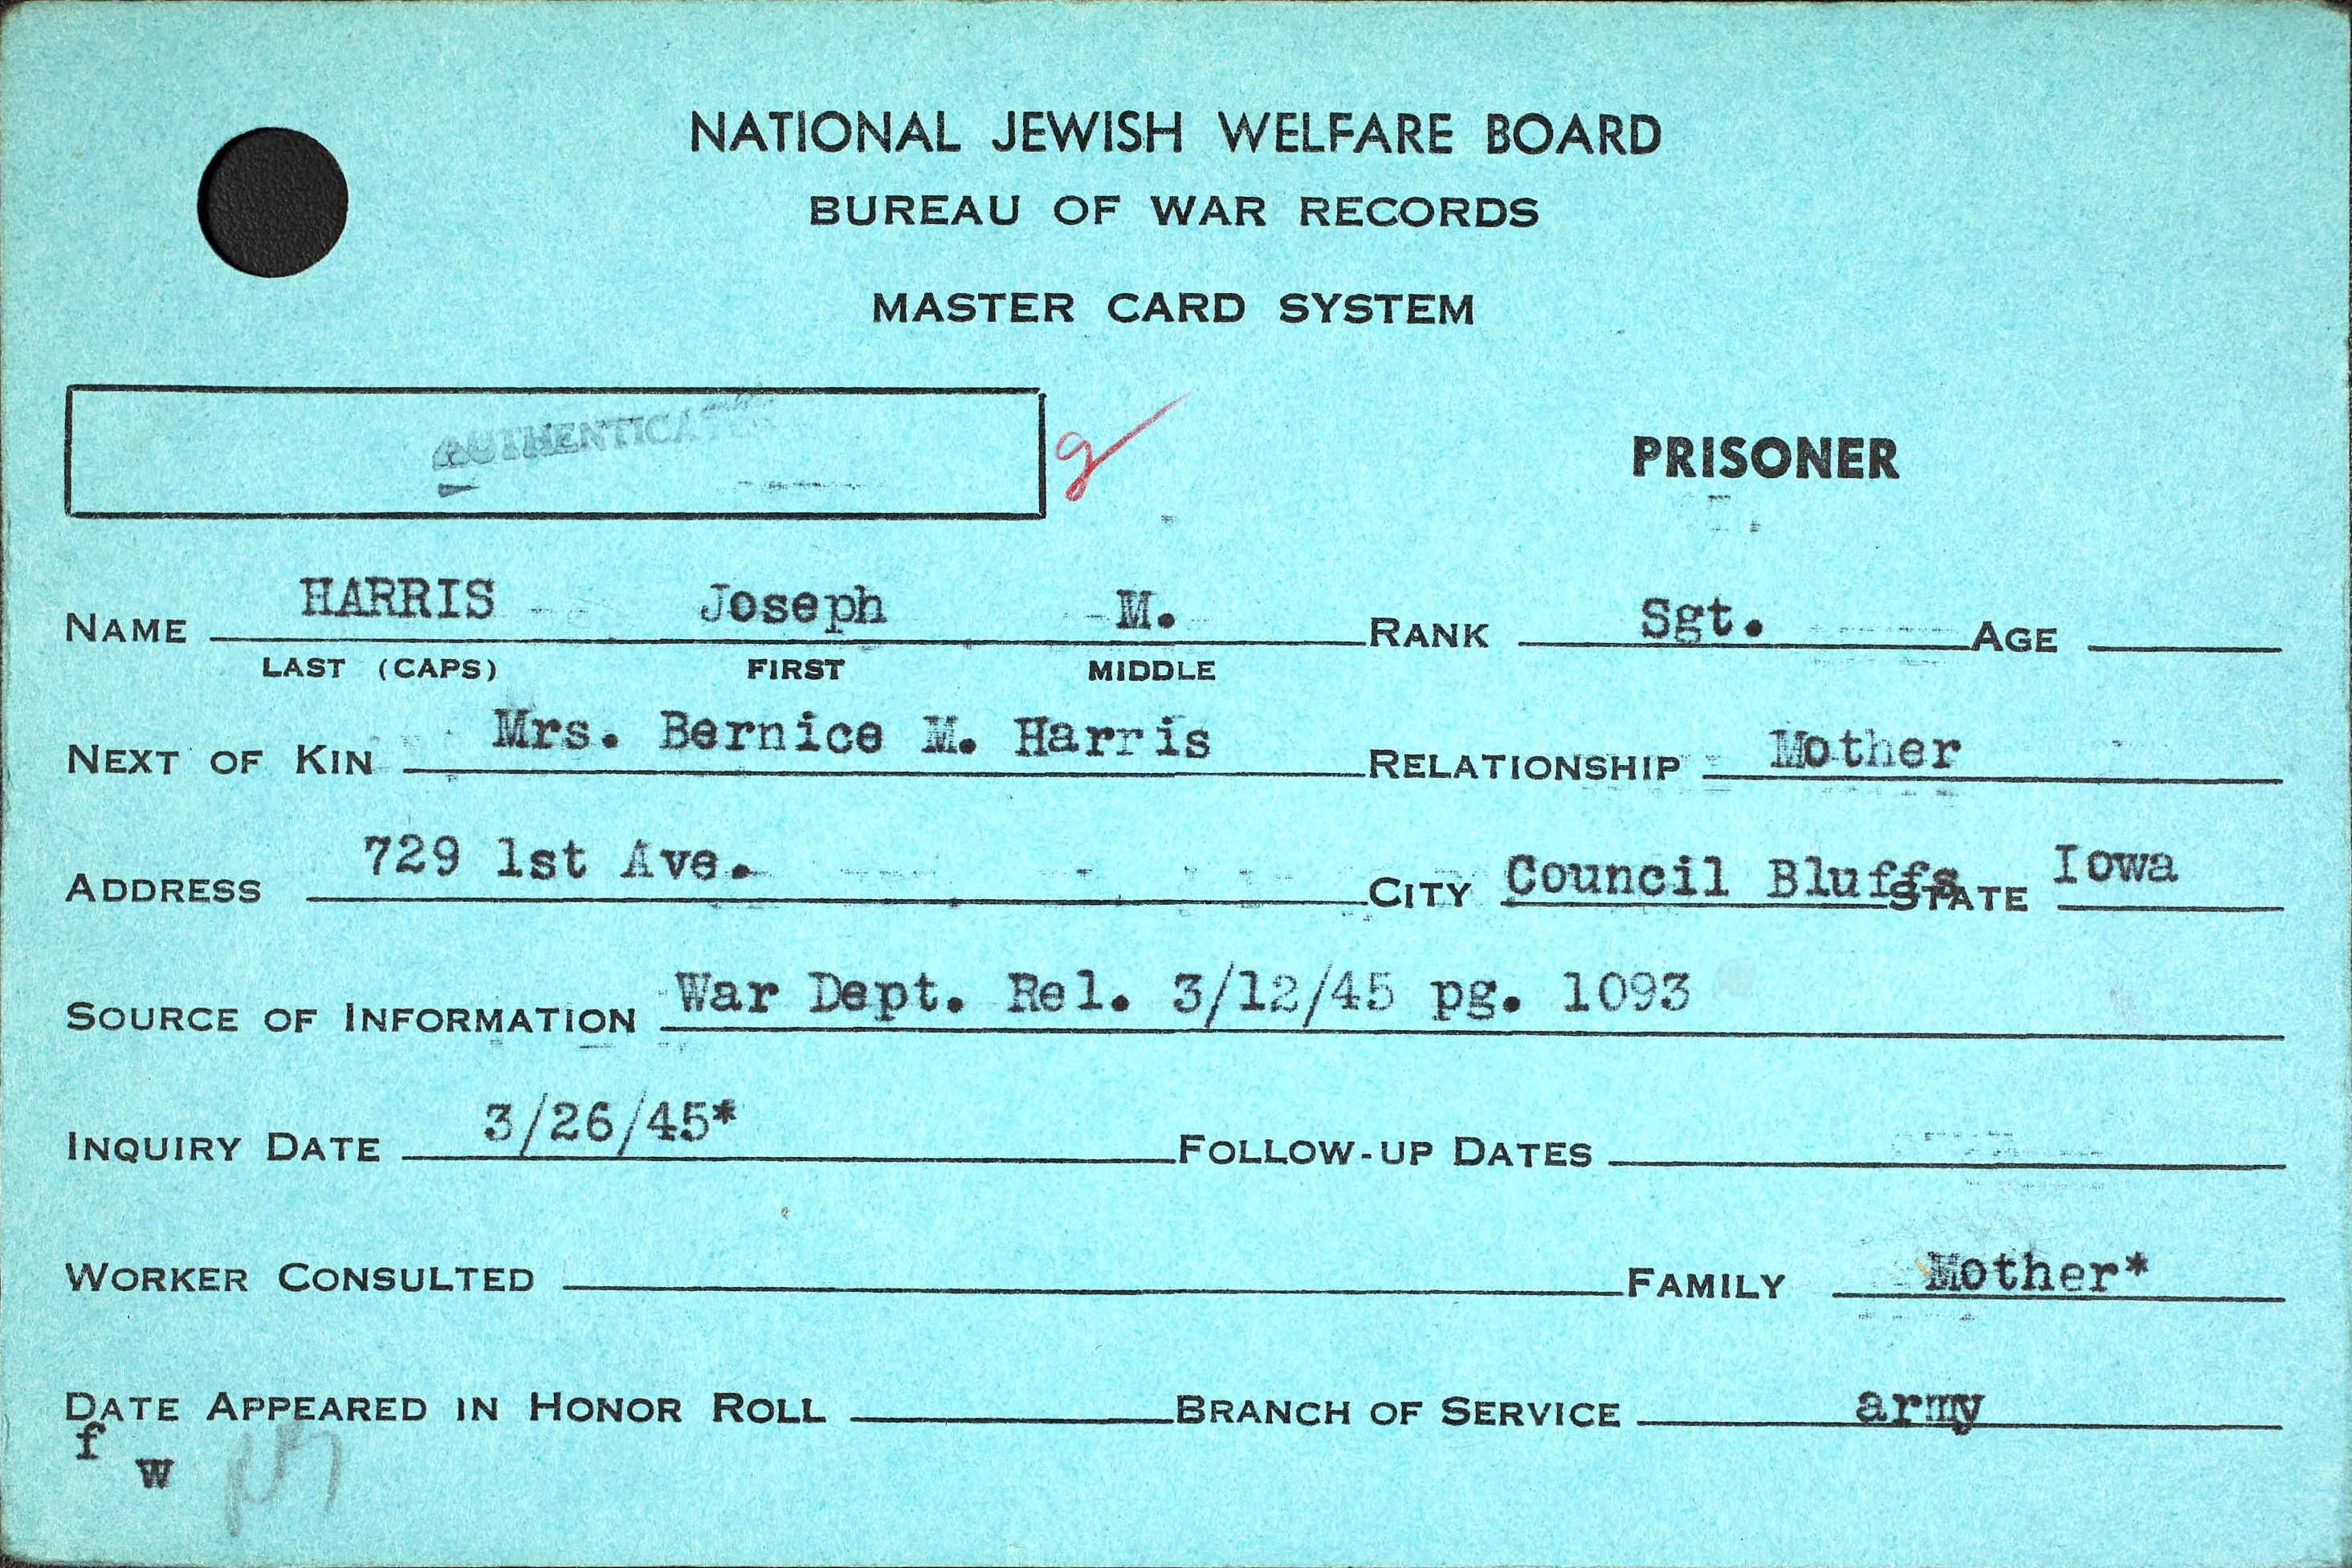 NATIONAL JEWISH WELFARE BOARD
BUREAU OF WAR RECORDS
MASTER CARD SYSTEM
AUTHENTICATED
PRISONER
NAME HARRIS Joseph M. RANK Sgt. AGE
LAST (CAPS) FIRST MIDDLE
NEXT OF KIN Mrs. Bernice M. Harris RELATIONSHIP Mother
ADDRESS 729 1st Ave. CITY Council Bluffs STATE Iowa
SOURCE OF INFORMATION War Dept. Rel. 3/12/45 pg. 1093
INQUIRY DATE 3/26/45* FOLLOW-UP DATES
WORKER CONSULTED FAMILY Mother*
DATE APPEARED IN HONOR ROLL BRANCH OF SERVICE army
f
w